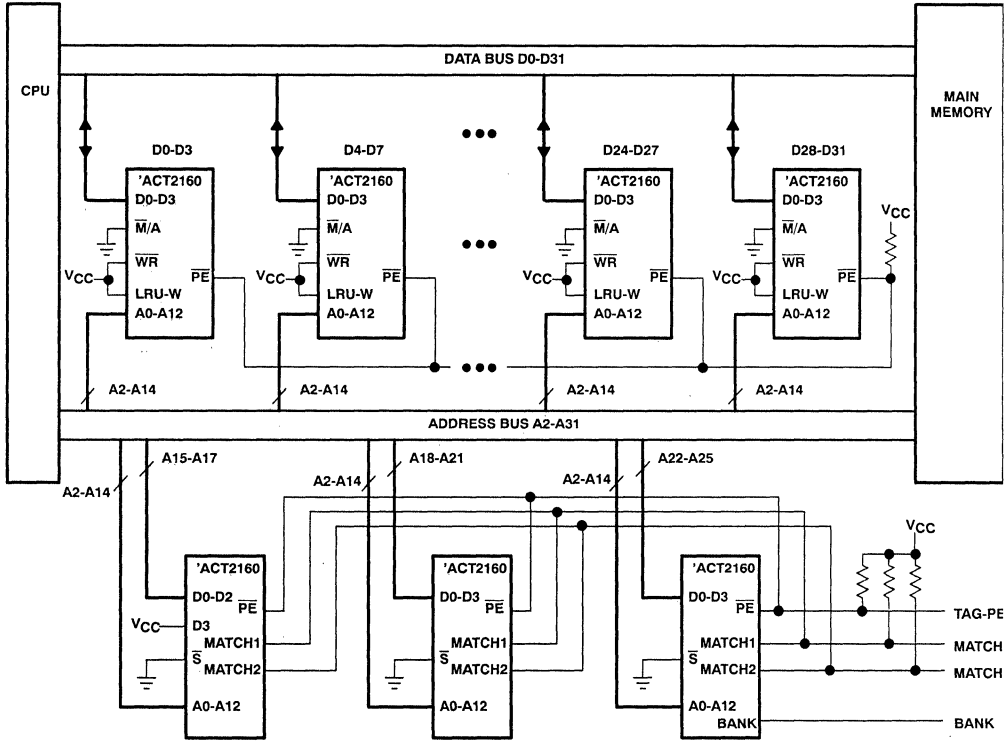 DATA BUS D0-D31
CPU
MAIN
MEMORY
D0-D3
D4-D7
D24-D27
D28-D31
'ACT2160
D0-D3
M̅/A
W̅R̅
VCC
P̅E̅
LRU-W
A0-A12
'ACT2160
D0-D3
M̅/A
W̅R̅
VCC
P̅E̅
LRU-W
A0-A12
'ACT2160
D0-D3
M̅/A
W̅R̅
VCC
P̅E̅
LRU-W
A0-A12
'ACT2160
D0-D3
M̅/A
W̅R̅
VCC
P̅E̅
LRU-W
A0-A12
VCC
A2-A14
A2-A14
A2-A14
A2-A14
ADDRESS BUS A2-A31
A15-A17
A2-A14
A18-A21
A2-A14
A22-A25
A2-A14
VCC
'ACT2160
D0-D2
P̅E̅
VCC
D3
MATCH1
S̅
MATCH2
A0-A12
'ACT2160
D0-D3
P̅E̅
MATCH1
S̅
MATCH2
A0-A12
'ACT2160
D0-D3
P̅E̅
MATCH1
S̅
MATCH2
A0-A12
BANK
TAG-PE
MATCH
MATCH
BANK